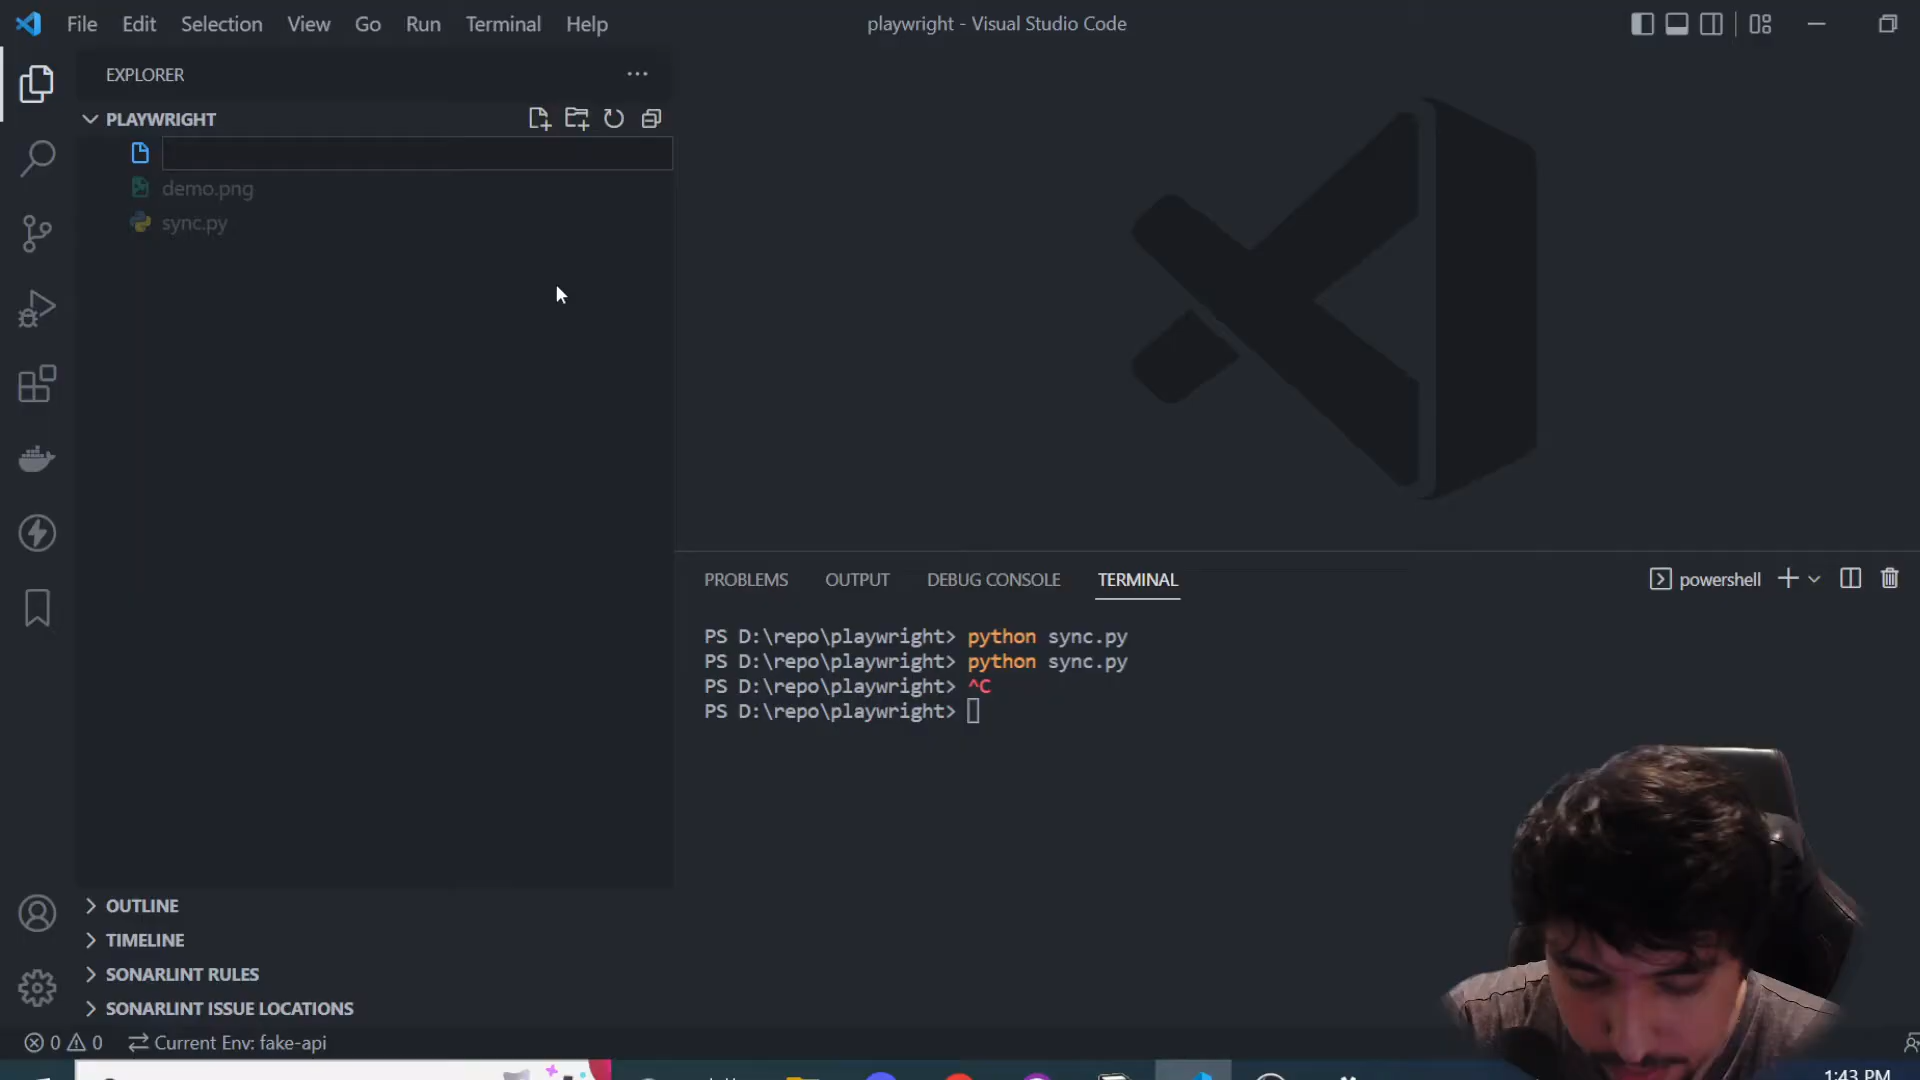 File Edit Selection View Go Run Terminal Help
playwright - Visual Studio Code
EXPLORER
PLAYWRIGHT
demo.png
sync.py
PROBLEMS OUTPUT DEBUG CONSOLE TERMINAL
powershell
PS D:\repo\playwright> python sync.py
PS D:\repo\playwright> python sync.py
PS D:\repo\playwright> ^C
PS D:\repo\playwright>
OUTLINE
TIMELINE
SONARLINT RULES
SONARLINT ISSUE LOCATIONS
0 0 Current Env: fake-api
1:43 PM